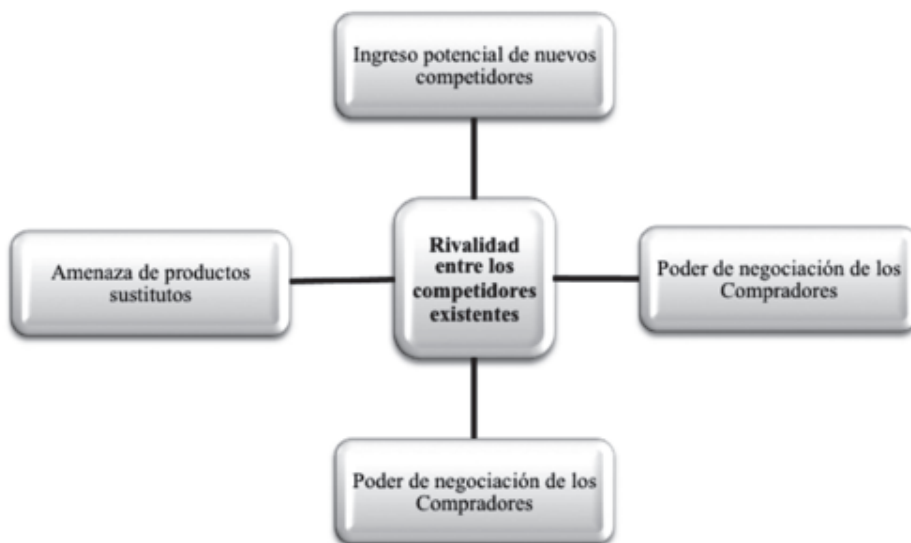 Ingreso potencial de nuevos
competidores
Amenaza de productos
sustitutos
Rivalidad
entre los
competidores
existentes
Poder de negociación de los
Compradores
Poder de negociación de los
Compradores